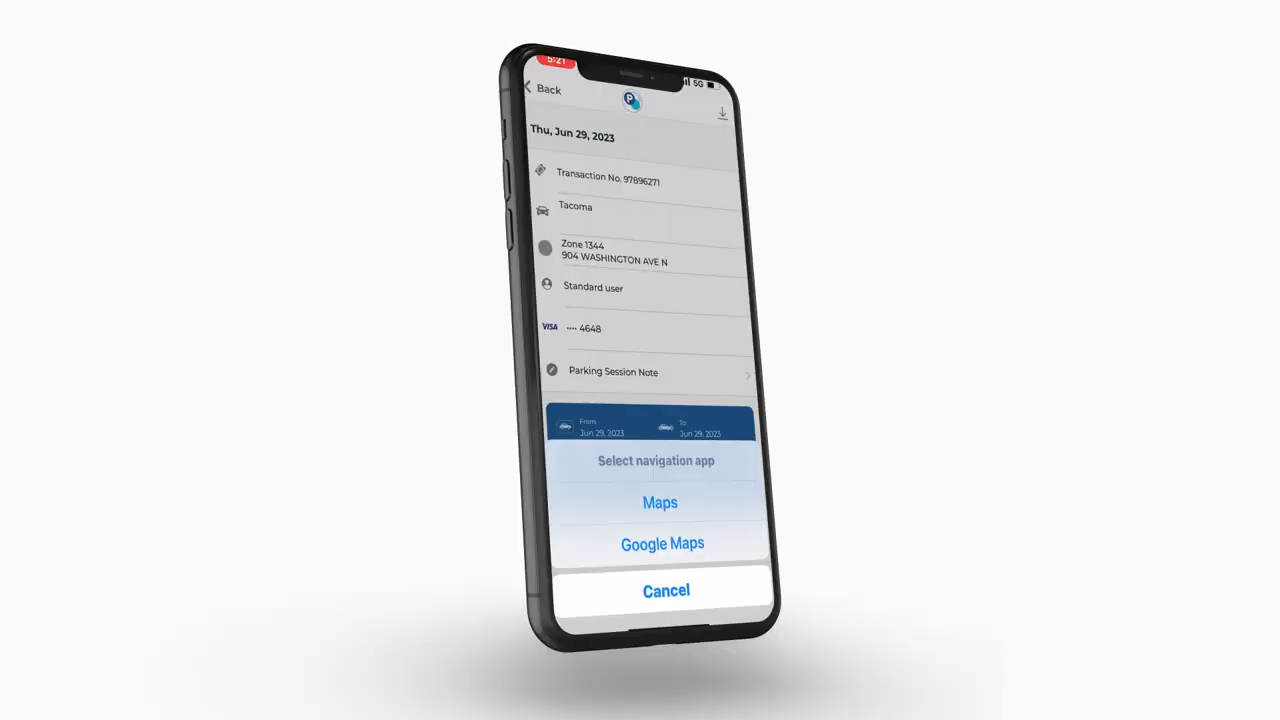 5:21
5G
Back
P
Thu, Jun 29, 2023
Transaction No. 97896271
Tacoma
Zone 1344
904 WASHINGTON AVE N
Standard user
VISA •••• 4648
Parking Session Note
From
Jun 29, 2023
To
Jun 29, 2023
Select navigation app
Maps
Google Maps
Cancel